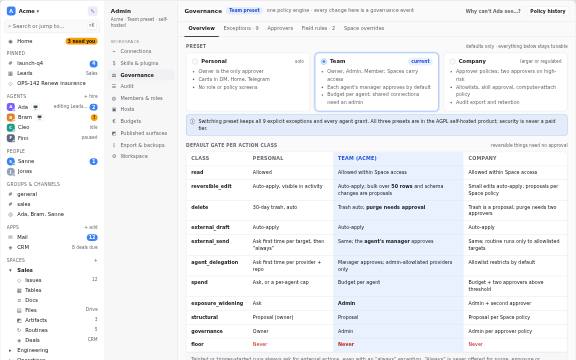 Acme
Search or jump to...
⌘K
Home
3 need you
PINNED
launch-q4
4
Leads
Sales
OPS-142 Renew insurance
AGENTS
+ hire
Ada
editing Leads...
2
Bram
Cleo
idle
Finn
paused
PEOPLE
Sanne
1
Jonas
GROUPS & CHANNELS
# general
# sales
Ada, Bram, Sanne
APPS
+ add
Mail
12
CRM
8 deals due
SPACES
Sales
Issues
12
Tables
Docs
Files
Drive
Artifacts
3
Routines
5
Deals
CRM
Engineering
Admin
Acme · Team preset · self-
hosted
WORKSPACE
Connections
Skills & plugins
Governance
Audit
Members & roles
Hosts
Budgets
Published surfaces
Export & backups
Workspace
Governance
Team preset
one policy engine · every change here is a governance event
Why can't Ada see...?
Policy history
Overview
Exceptions · 9
Approvers
Field rules · 2
Space overrides
PRESET
defaults only · everything below stays tunable
Personal
solo
• Owner is the only approver
• Cards in DM, Home, Telegram
• No role or policy screens
Team
current
• Owner, Admin, Member; Spaces carry
access
• Each agent's manager approves by default
• Budget per agent; shared connections
need an admin
Company
larger or regulated
• Approver policies; two approvers on high-
risk
• Allowlists, skill approval, computer-attach
policy
• Audit export and retention
Switching preset keeps all 9 explicit exceptions and every agent grant. All three presets are in the AGPL self-hosted product; security is never a paid
tier.
DEFAULT GATE PER ACTION CLASS
reversible things need no approval
CLASS
PERSONAL
TEAM (ACME)
COMPANY
read
Allowed
Allowed within Space access
Allowed within Space access
reversible_edit
Auto-apply, visible in activity
Auto-apply; bulk over 50 rows and schema
changes are proposals
Small edits auto-apply; proposals per
Space policy
delete
30-day trash, auto
Trash auto; purge needs approval
Trash is a proposal, purge needs two
approvers
external_draft
Auto-apply
Auto-apply
Auto-apply
external_send
Ask first time per target, then
"always"
Same; the agent's manager approves
Same; routine runs only to allowlisted
targets
agent_delegation
Ask first time per provider +
repo
Manager approves; admin-allowlisted providers
only
Allowlist restricts by default
spend
Ask, or a per-agent cap
Budget per agent
Budget + two approvers above
threshold
exposure_widening
Ask
Admin
Admin + second approver
structural
Proposal (owner)
Proposal
Proposal per Space policy
governance
Owner
Admin
Admin per approver policy
floor
Never
Never
Never